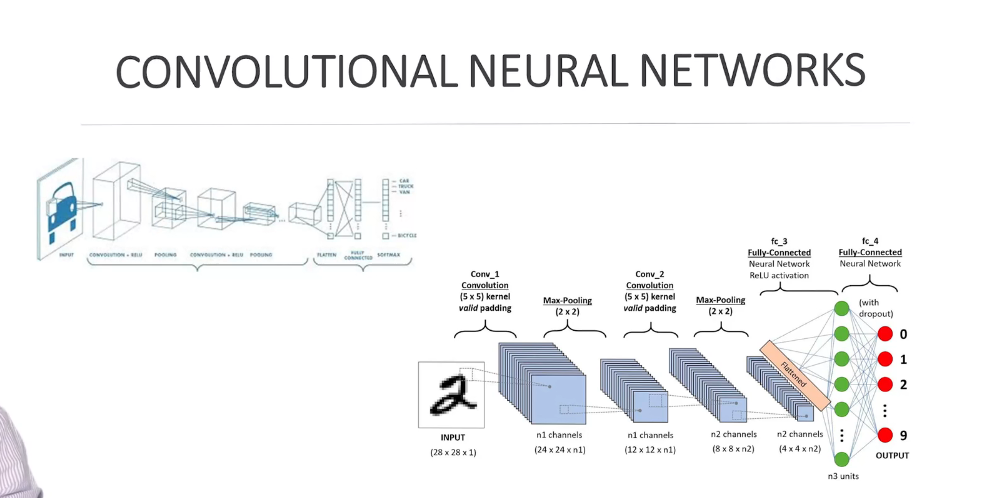 CONVOLUTIONAL NEURAL NETWORKS
CAR
TRUCK
VAN
BICYCLE
INPUT
CONVOLUTION + RELU
POOLING
CONVOLUTION + RELU
POOLING
FLATTEN
FULLY
CONNECTED
SOFTMAX
fc_3
Fully-Connected
Neural Network
ReLU activation
fc_4
Fully-Connected
Neural Network
(with
dropout)
Conv_1
Convolution
(5 x 5) kernel
valid padding
Max-Pooling
(2 x 2)
Conv_2
Convolution
(5 x 5) kernel
valid padding
Max-Pooling
(2 x 2)
Flattened
0
1
2
9
OUTPUT
2
INPUT
(28 x 28 x 1)
n1 channels
(24 x 24 x n1)
n1 channels
(12 x 12 x n1)
n2 channels
(8 x 8 x n2)
n2 channels
(4 x 4 x n2)
n3 units